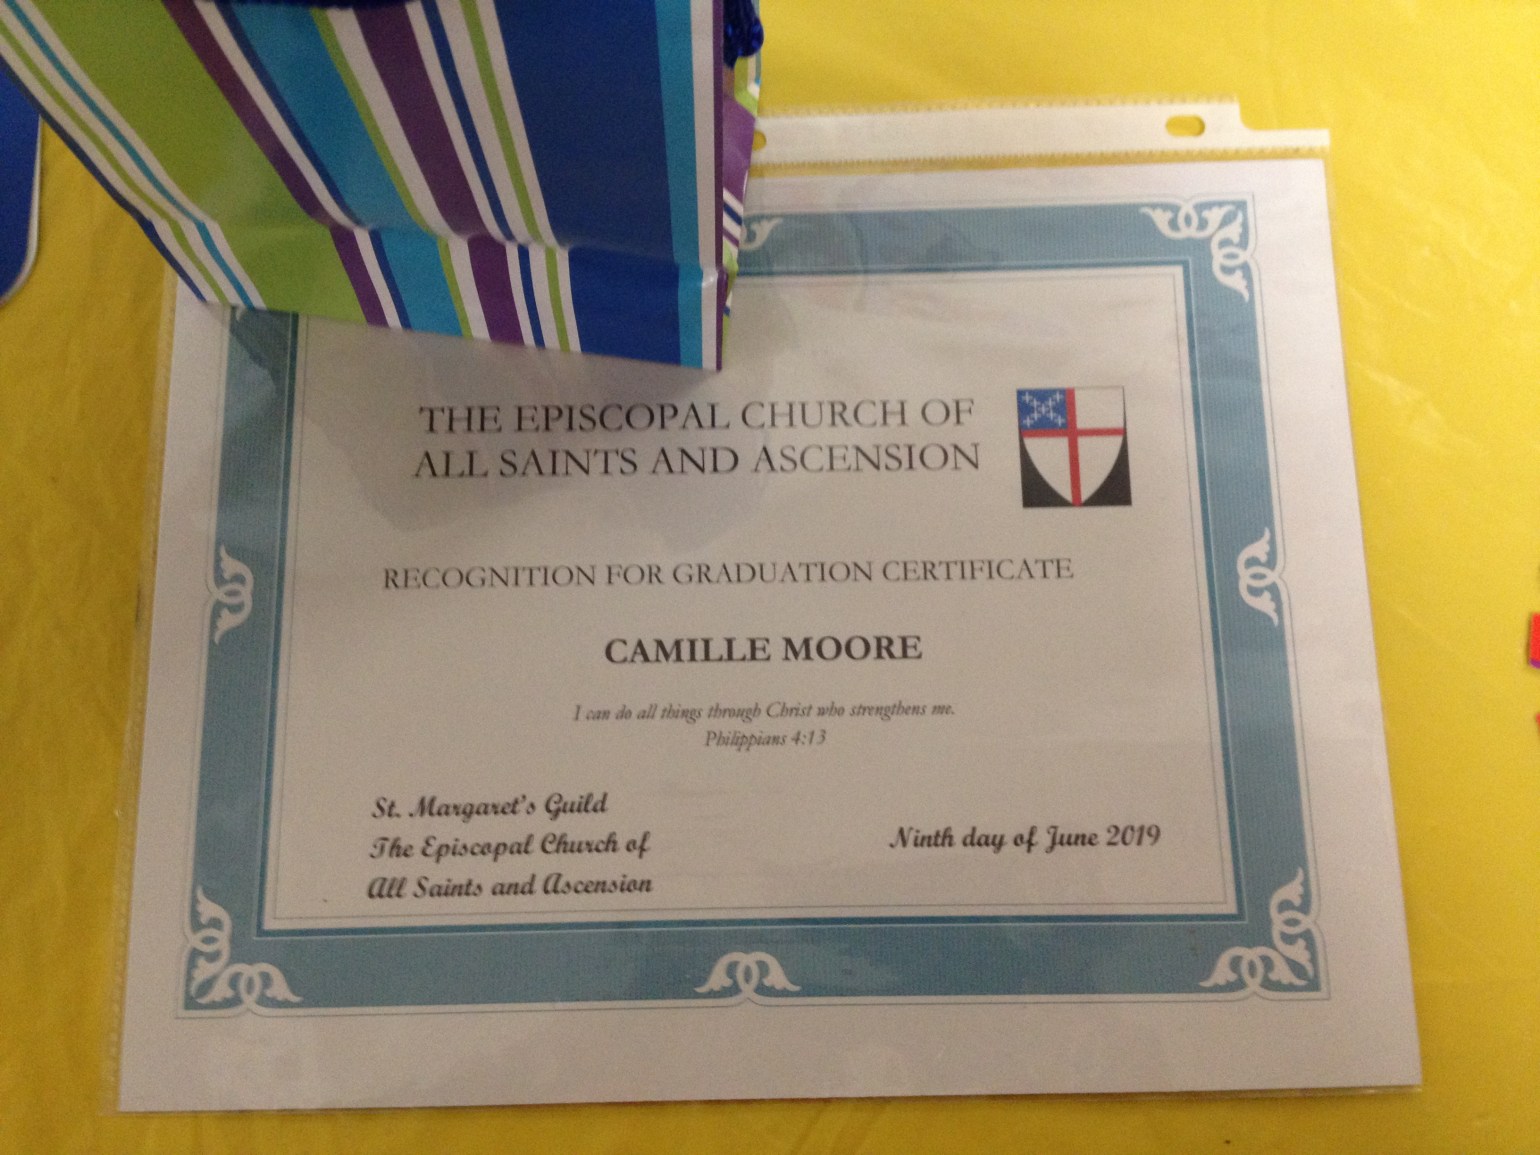 THE EPISCOPAL CHURCH OF
ALL SAINTS AND ASCENSION
RECOGNITION FOR GRADUATION CERTIFICATE
CAMILLE MOORE
I can do all things through Christ who strengthens me.
Philippians 4:13
St. Margaret's Guild
The Episcopal Church of
All Saints and Ascension
Ninth day of June 2019